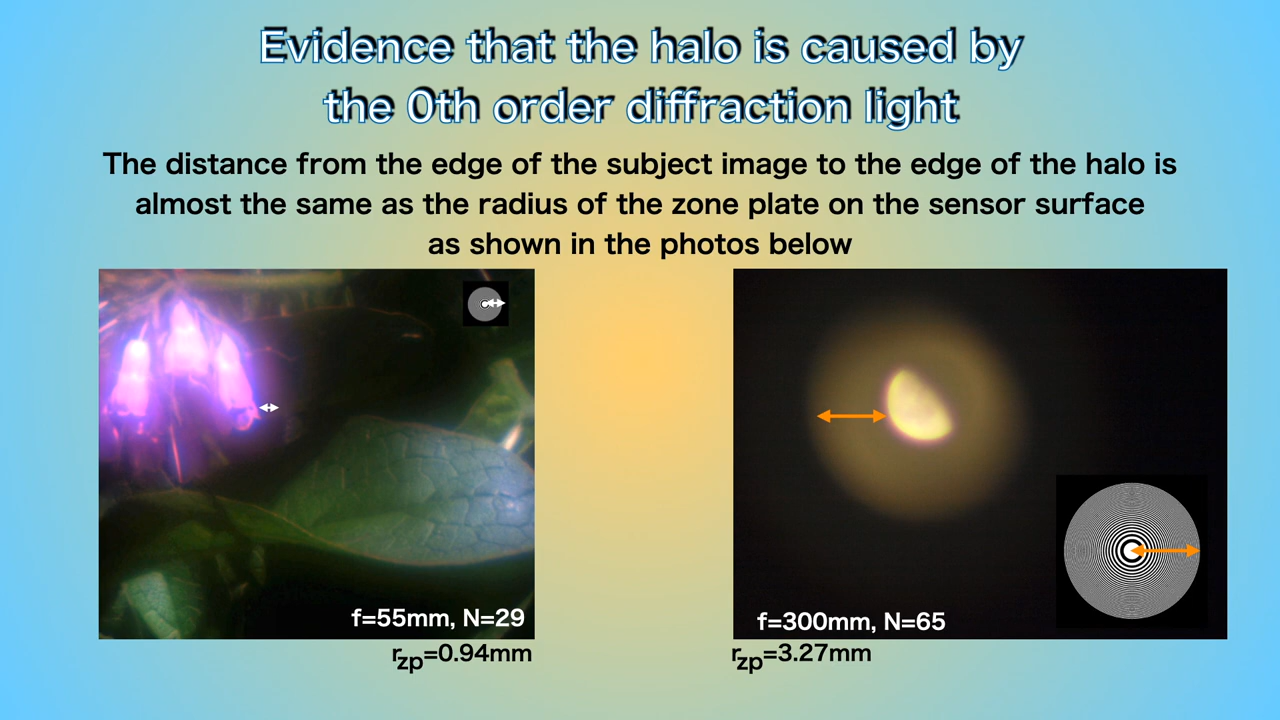 Evidence that the halo is caused by
the 0th order diffraction light
The distance from the edge of the subject image to the edge of the halo is
almost the same as the radius of the zone plate on the sensor surface
as shown in the photos below
f=55mm, N=29
rzp=0.94mm
f=300mm, N=65
rzp=3.27mm